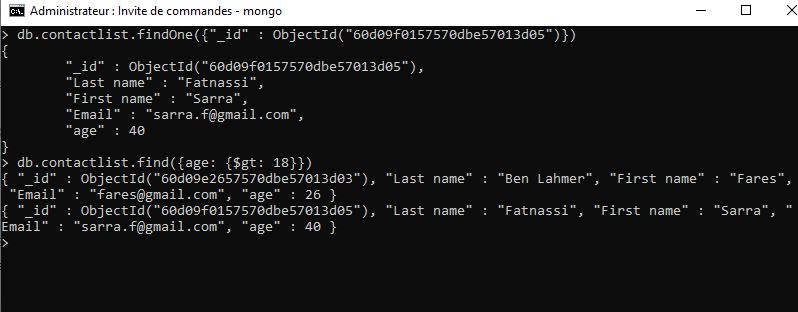 Administrateur : Invite de commandes - mongo
> db.contactlist.findOne({"_id" : ObjectId("60d09f0157570dbe57013d05")})
{
        "_id" : ObjectId("60d09f0157570dbe57013d05"),
        "Last name" : "Fatnassi",
        "First name" : "Sarra",
        "Email" : "sarra.f@gmail.com",
        "age" : 40
}
> db.contactlist.find({age: {$gt: 18}})
{ "_id" : ObjectId("60d09e2657570dbe57013d03"), "Last name" : "Ben Lahmer", "First name" : "Fares",
 "Email" : "fares@gmail.com", "age" : 26 }
{ "_id" : ObjectId("60d09f0157570dbe57013d05"), "Last name" : "Fatnassi", "First name" : "Sarra", "
Email" : "sarra.f@gmail.com", "age" : 40 }
>